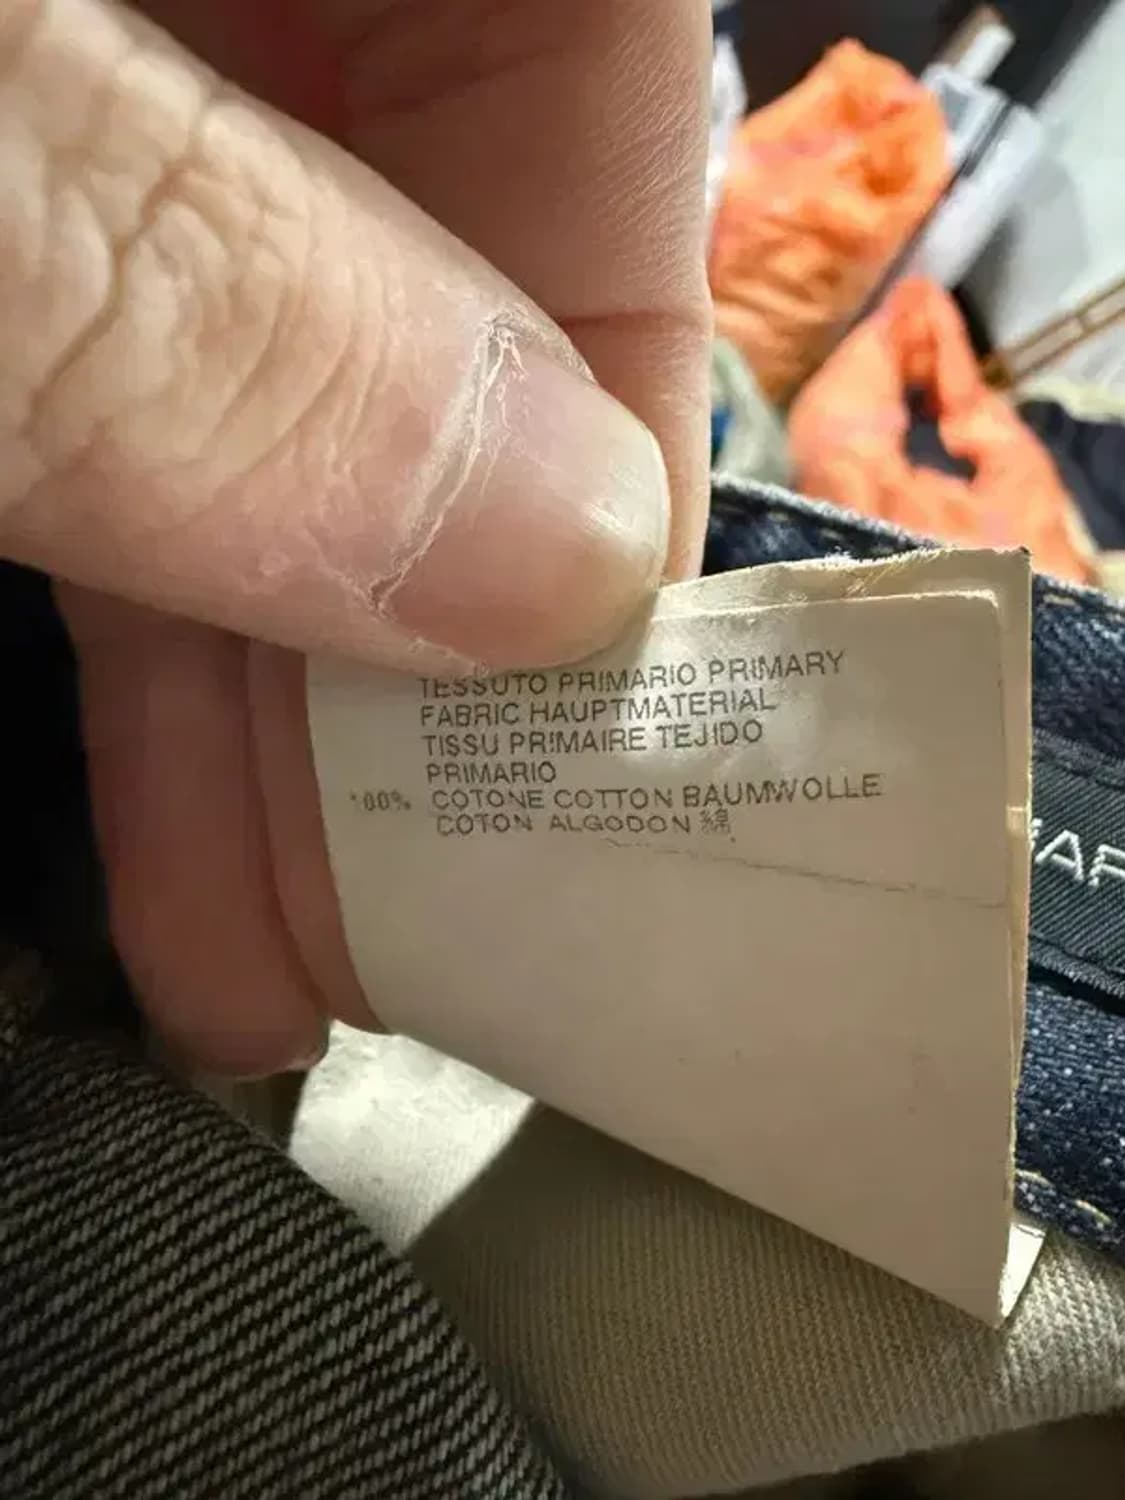 TESSUTO PRIMARIO PRIMARY
FABRIC HAUPTMATERIAL
TISSU PRIMAIRE TEJIDO
PRIMARIO
100% COTONE COTTON BAUMWOLLE
COTON ALGODON 綿